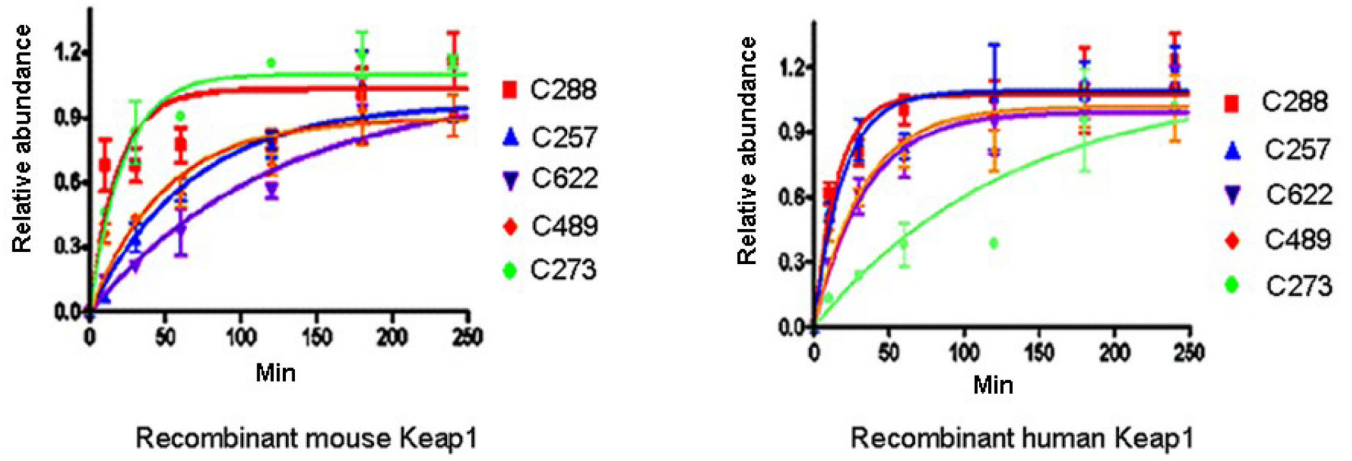 Relative abundance
1.2
0.9
0.6
0.3
0.0
0 50 100 150 200 250
Min
C288
C257
C622
C489
C273
Recombinant mouse Keap1
Relative abundance
1.2
0.9
0.6
0.3
0.0
0 50 100 150 200 250
Min
C288
C257
C622
C489
C273
Recombinant human Keap1